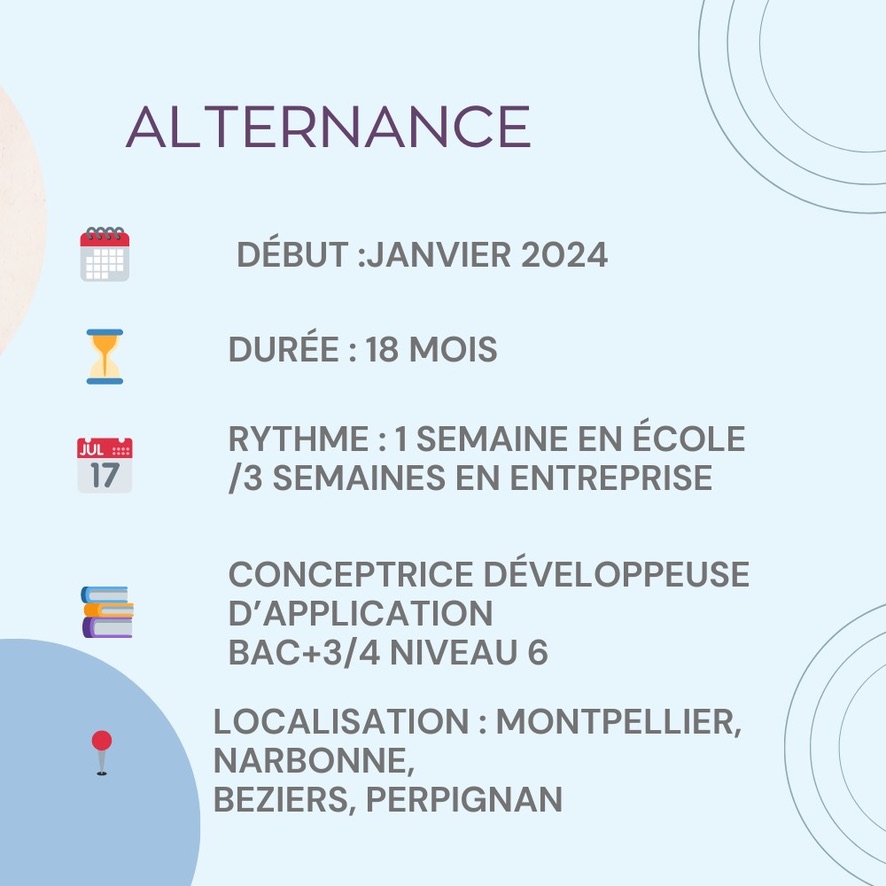 ALTERNANCE
DÉBUT :JANVIER 2024
DURÉE : 18 MOIS
RYTHME : 1 SEMAINE EN ÉCOLE
/3 SEMAINES EN ENTREPRISE
JUL
17
CONCEPTRICE DÉVELOPPEUSE
D’APPLICATION
BAC+3/4 NIVEAU 6
LOCALISATION : MONTPELLIER,
NARBONNE,
BEZIERS, PERPIGNAN